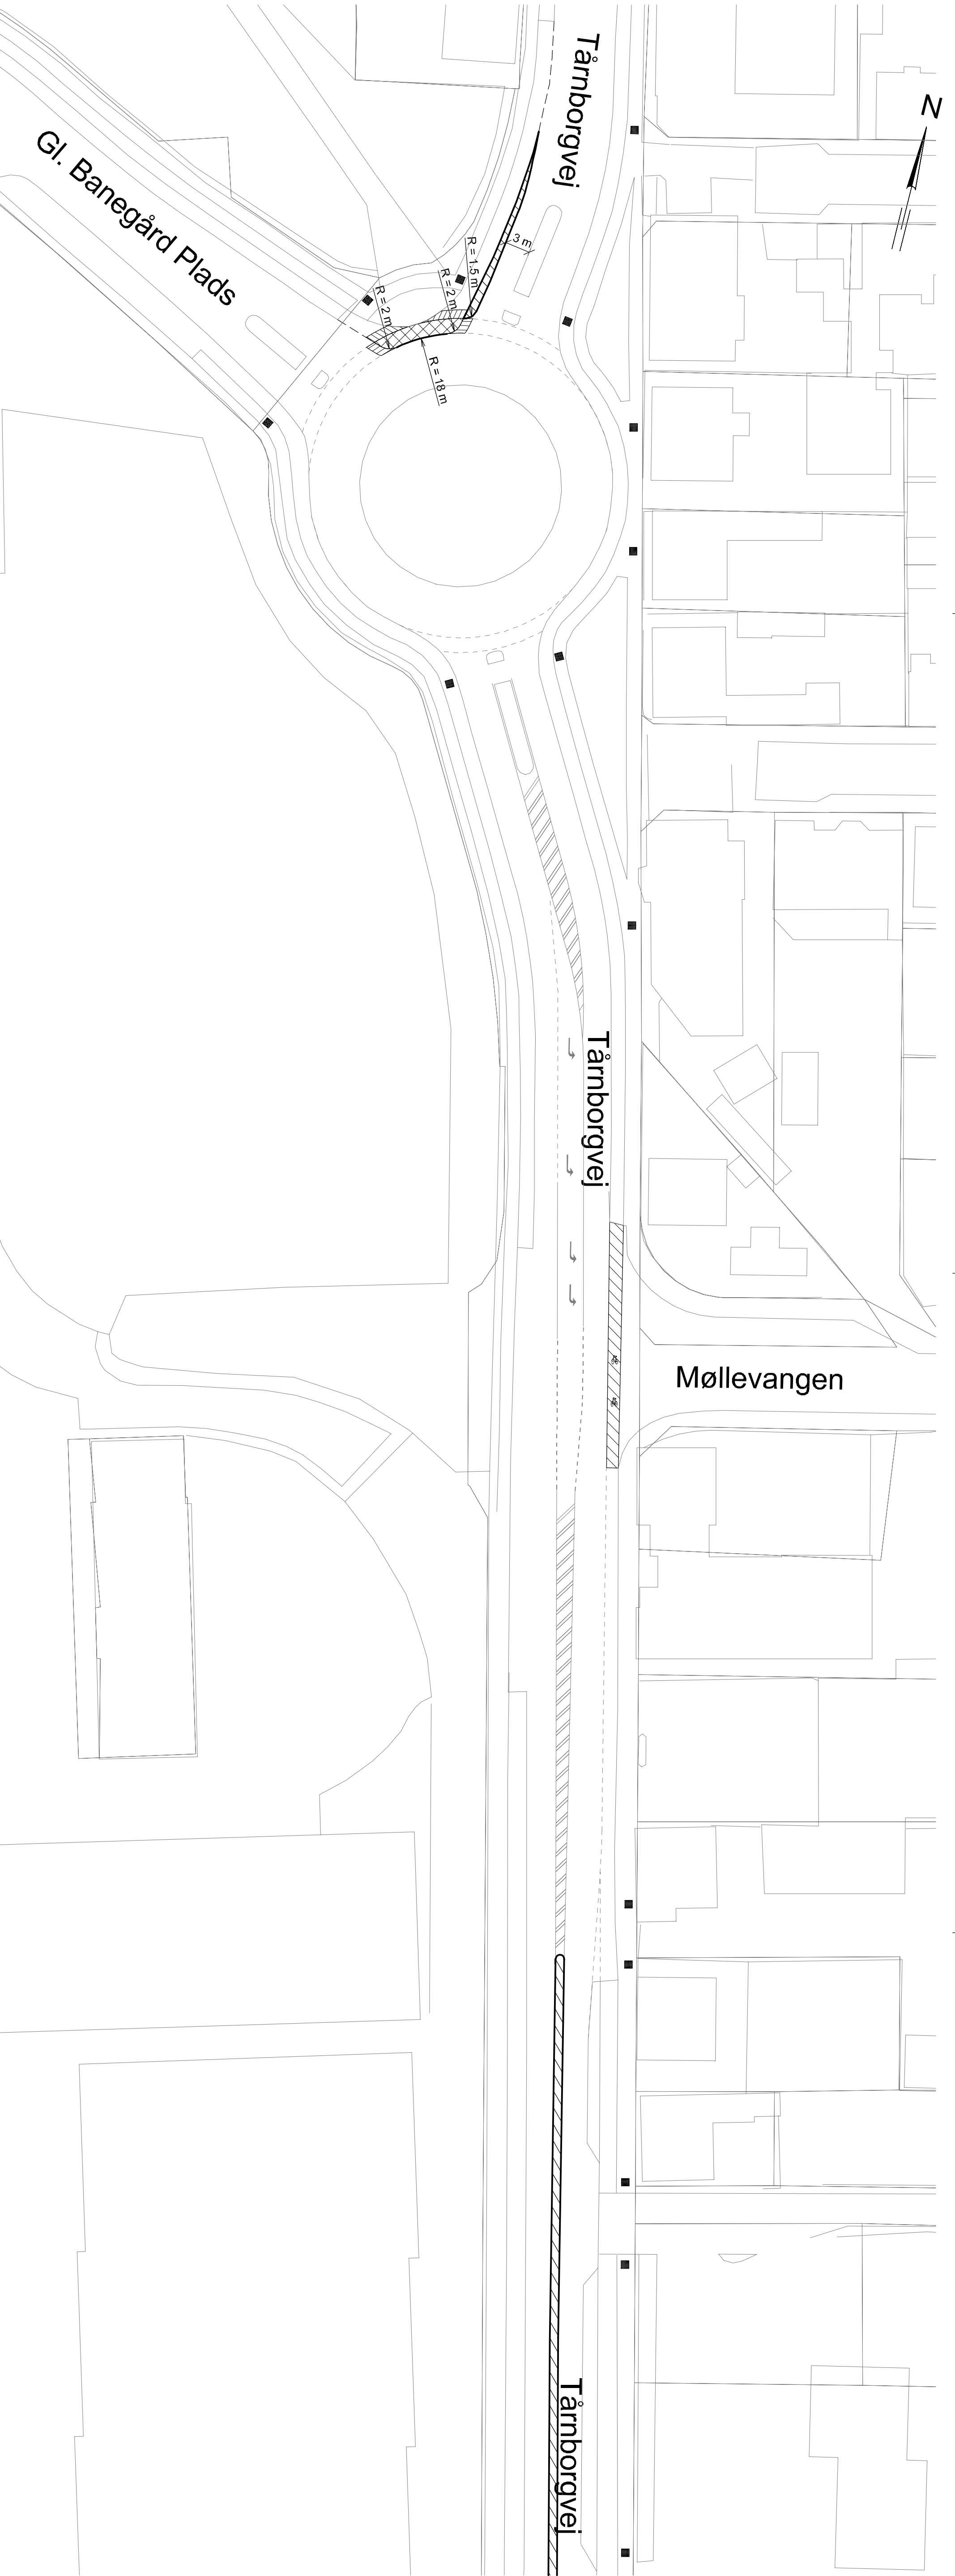 Tårnborgvej
N
Gl. Banegård Plads
3 m
R = 1.5 m
R = 2 m
R = 2 m
R = 18 m
Tårnborgvej
Møllevangen
Tårnborgvej